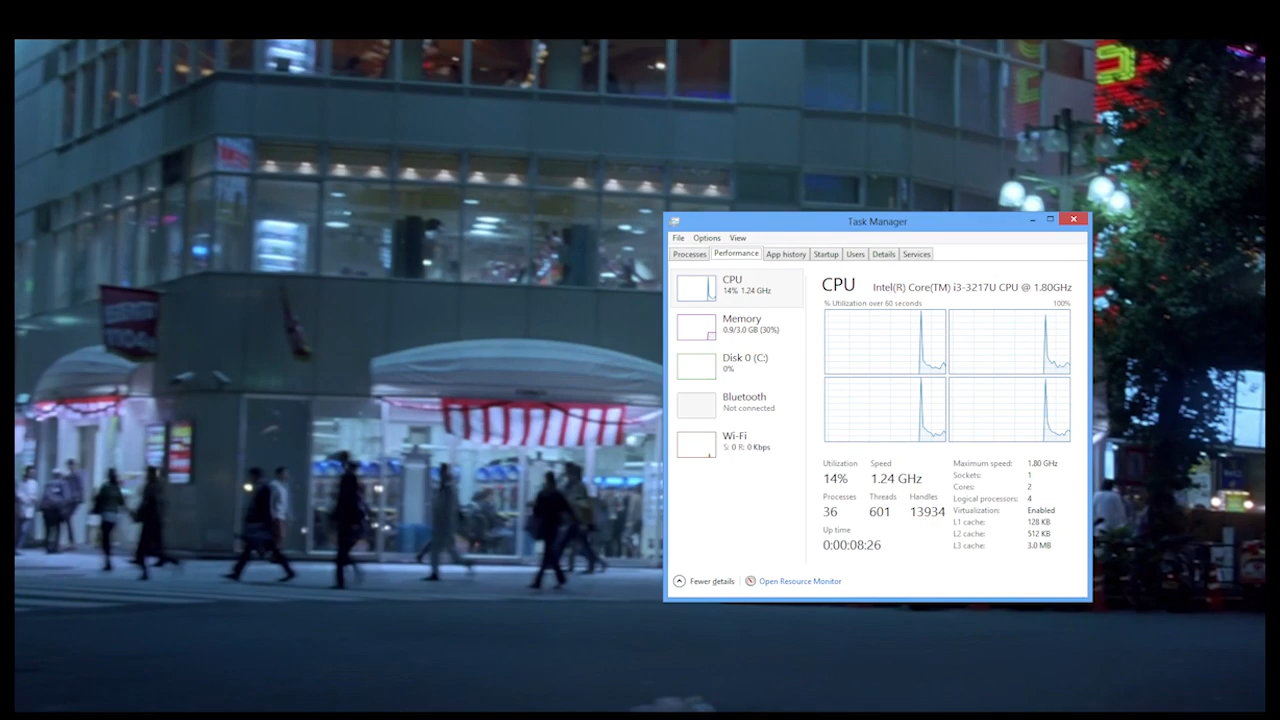 Task Manager
File Options View
Processes Performance App history Startup Users Details Services
CPU
14% 1.24 GHz
Memory
0.9/3.0 GB (30%)
Disk 0 (C:)
0%
Bluetooth
Not connected
Wi-Fi
S: 0 R: 0 Kbps
CPU Intel(R) Core(TM) i3-3217U CPU @ 1.80GHz
% Utilization over 60 seconds 100%
Utilization Speed
14% 1.24 GHz
Processes Threads Handles
36 601 13934
Up time
0:00:08:26
Maximum speed: 1.80 GHz
Sockets: 1
Cores: 2
Logical processors: 4
Virtualization: Enabled
L1 cache: 128 KB
L2 cache: 512 KB
L3 cache: 3.0 MB
Fewer details Open Resource Monitor